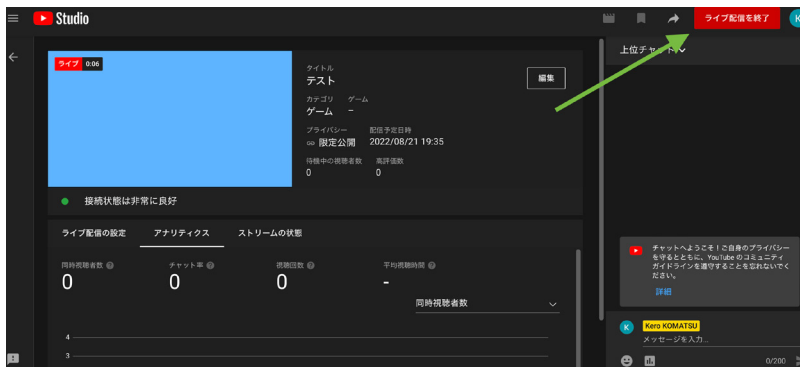 Studio
ライブ配信を終了
K
ライブ 0:06
タイトル
テスト
編集
カテゴリ ゲーム
ゲーム –
プライバシー 配信予定日時
限定公開 2022/08/21 19:35
待機中の視聴者数 高評価数
0 0
接続状態は非常に良好
ライブ配信の設定 アナリティクス ストリームの状態
同時視聴者数 チャット率 視聴回数 平均視聴時間
0 0 0 -
同時視聴者数
4
3
上位チャット
チャットへようこそ！ご自身のプライバシー
を守るとともに、YouTube のコミュニティ
ガイドラインを遵守することを忘れないでく
ださい。
詳細
K Kero KOMATSU
メッセージを入力...
0/200